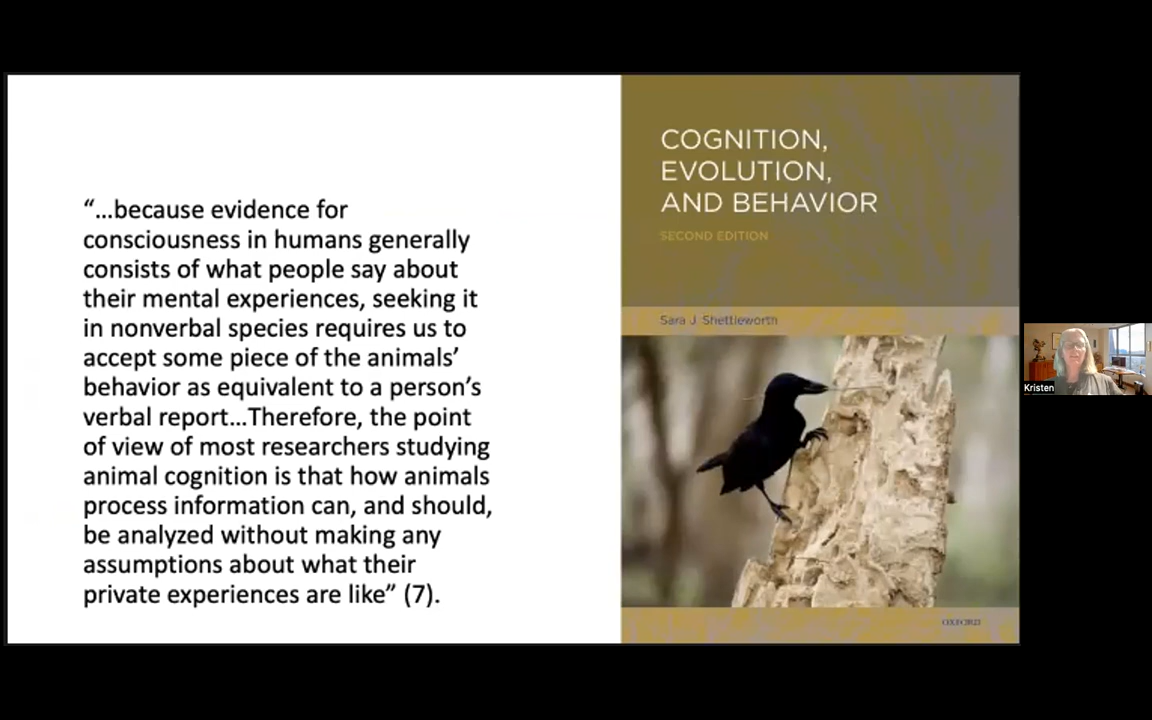 “…because evidence for
consciousness in humans generally
consists of what people say about
their mental experiences, seeking it
in nonverbal species requires us to
accept some piece of the animals’
behavior as equivalent to a person’s
verbal report…Therefore, the point
of view of most researchers studying
animal cognition is that how animals
process information can, and should,
be analyzed without making any
assumptions about what their
private experiences are like” (7).
COGNITION,
EVOLUTION,
AND BEHAVIOR
SECOND EDITION
Sara J. Shettleworth
OXFORD
Kristen